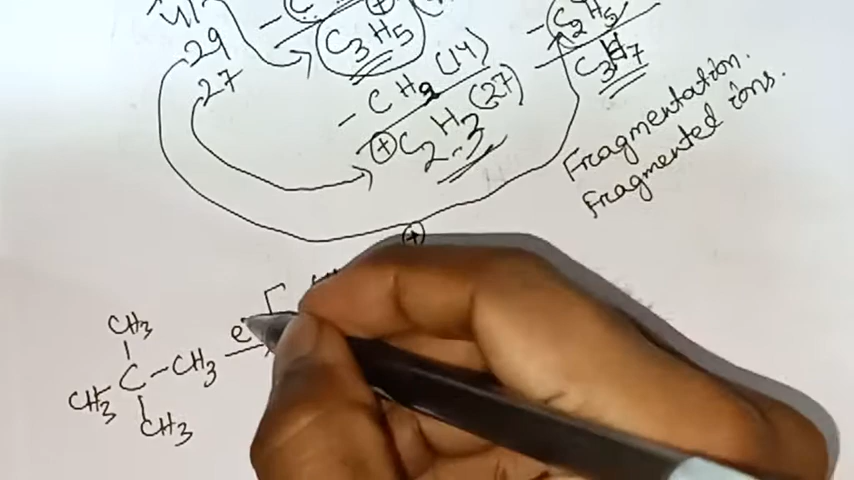 41
29
27
- C
C3H5
- CH2 (14)
⊕ C2H3 (27)
- C2H5
C3H7
Fragmentation.
Fragmented ions.
⊕
CH3
CH3 - C - CH3
CH3
e
[